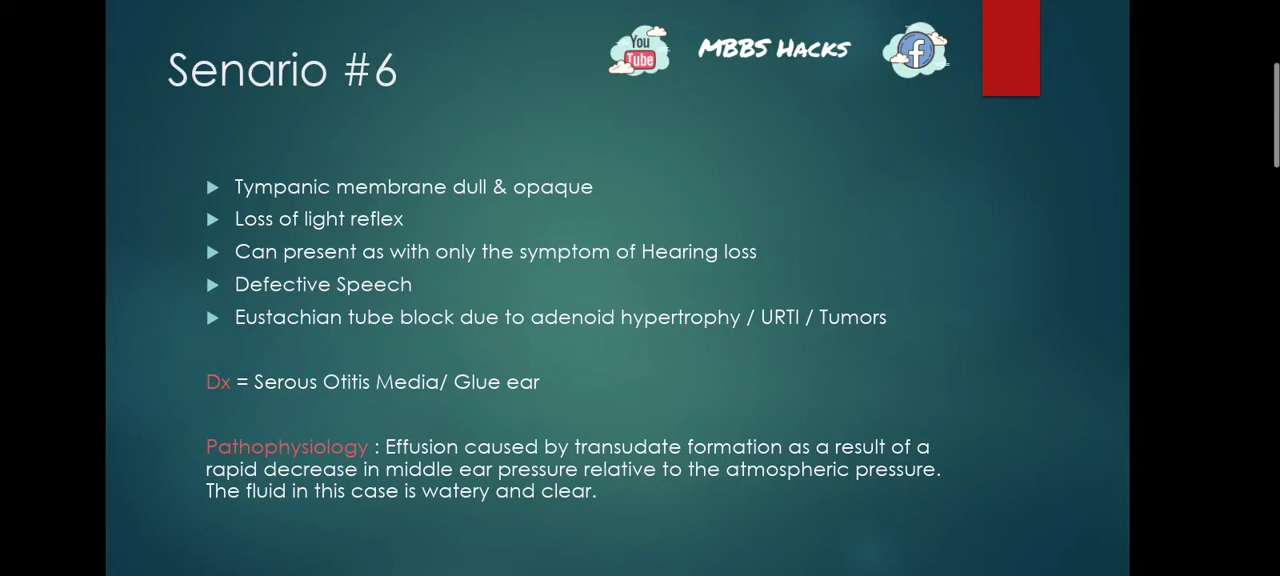 Senario #6
You
Tube
MBBS Hacks
f
Tympanic membrane dull & opaque
Loss of light reflex
Can present as with only the symptom of Hearing loss
Defective Speech
Eustachian tube block due to adenoid hypertrophy / URTI / Tumors
Dx = Serous Otitis Media/ Glue ear
Pathophysiology : Effusion caused by transudate formation as a result of a
rapid decrease in middle ear pressure relative to the atmospheric pressure.
The fluid in this case is watery and clear.